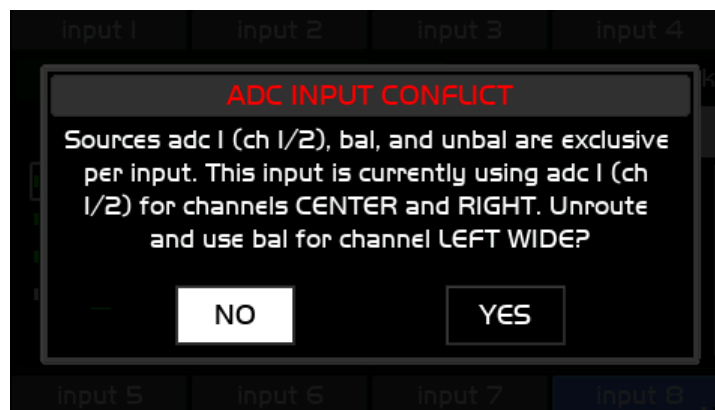 input 1 input 2 input 3 input 4
ADC INPUT CONFLICT
Sources adc 1 (ch 1/2), bal, and unbal are exclusive
per input. This input is currently using adc 1 (ch
1/2) for channels CENTER and RIGHT. Unroute
and use bal for channel LEFT WIDE?
NO YES
input 5 input 6 input 7 input 8